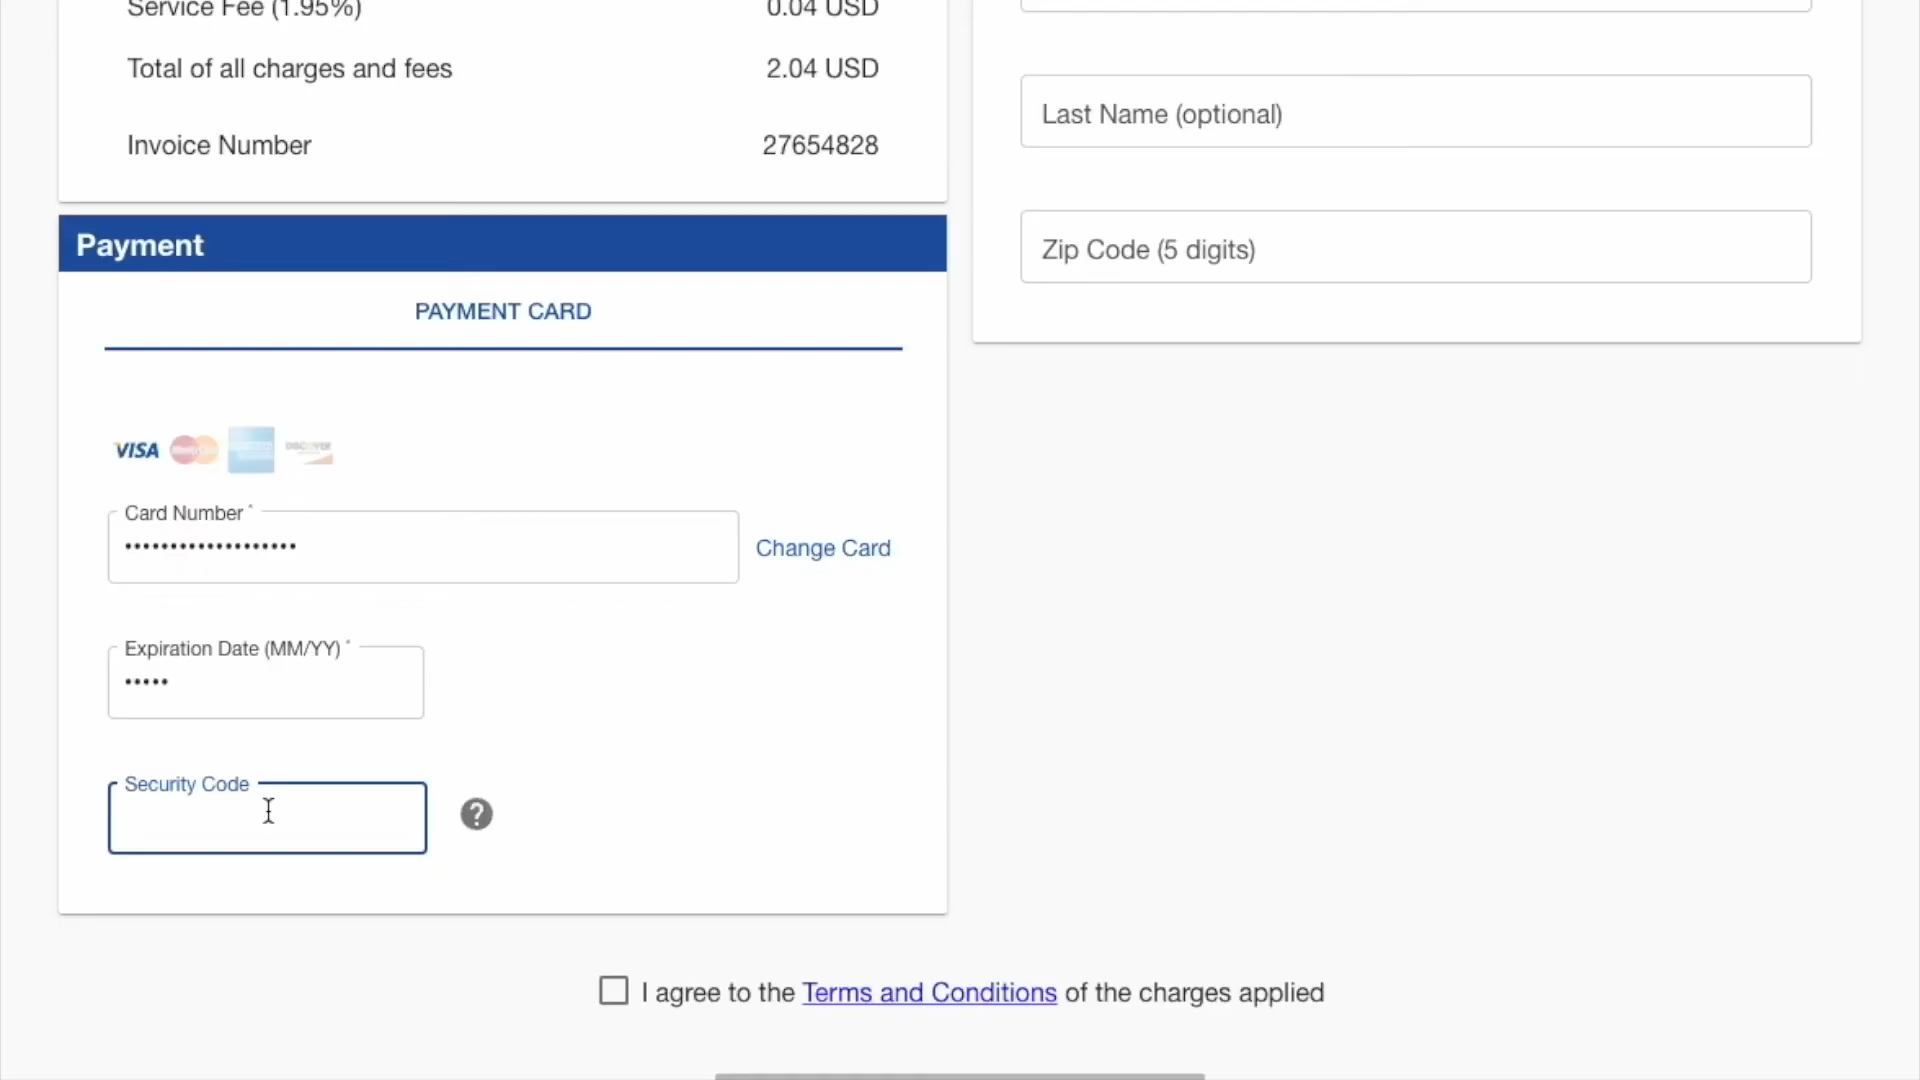 Service Fee (1.95%) 0.04 USD
Total of all charges and fees 2.04 USD
Invoice Number 27654828
Last Name (optional)
Zip Code (5 digits)
Payment
PAYMENT CARD
VISA DISCOVER
Card Number *
•••••••••••••••••••
Change Card
Expiration Date (MM/YY) *
•••••
Security Code
?
I agree to the Terms and Conditions of the charges applied